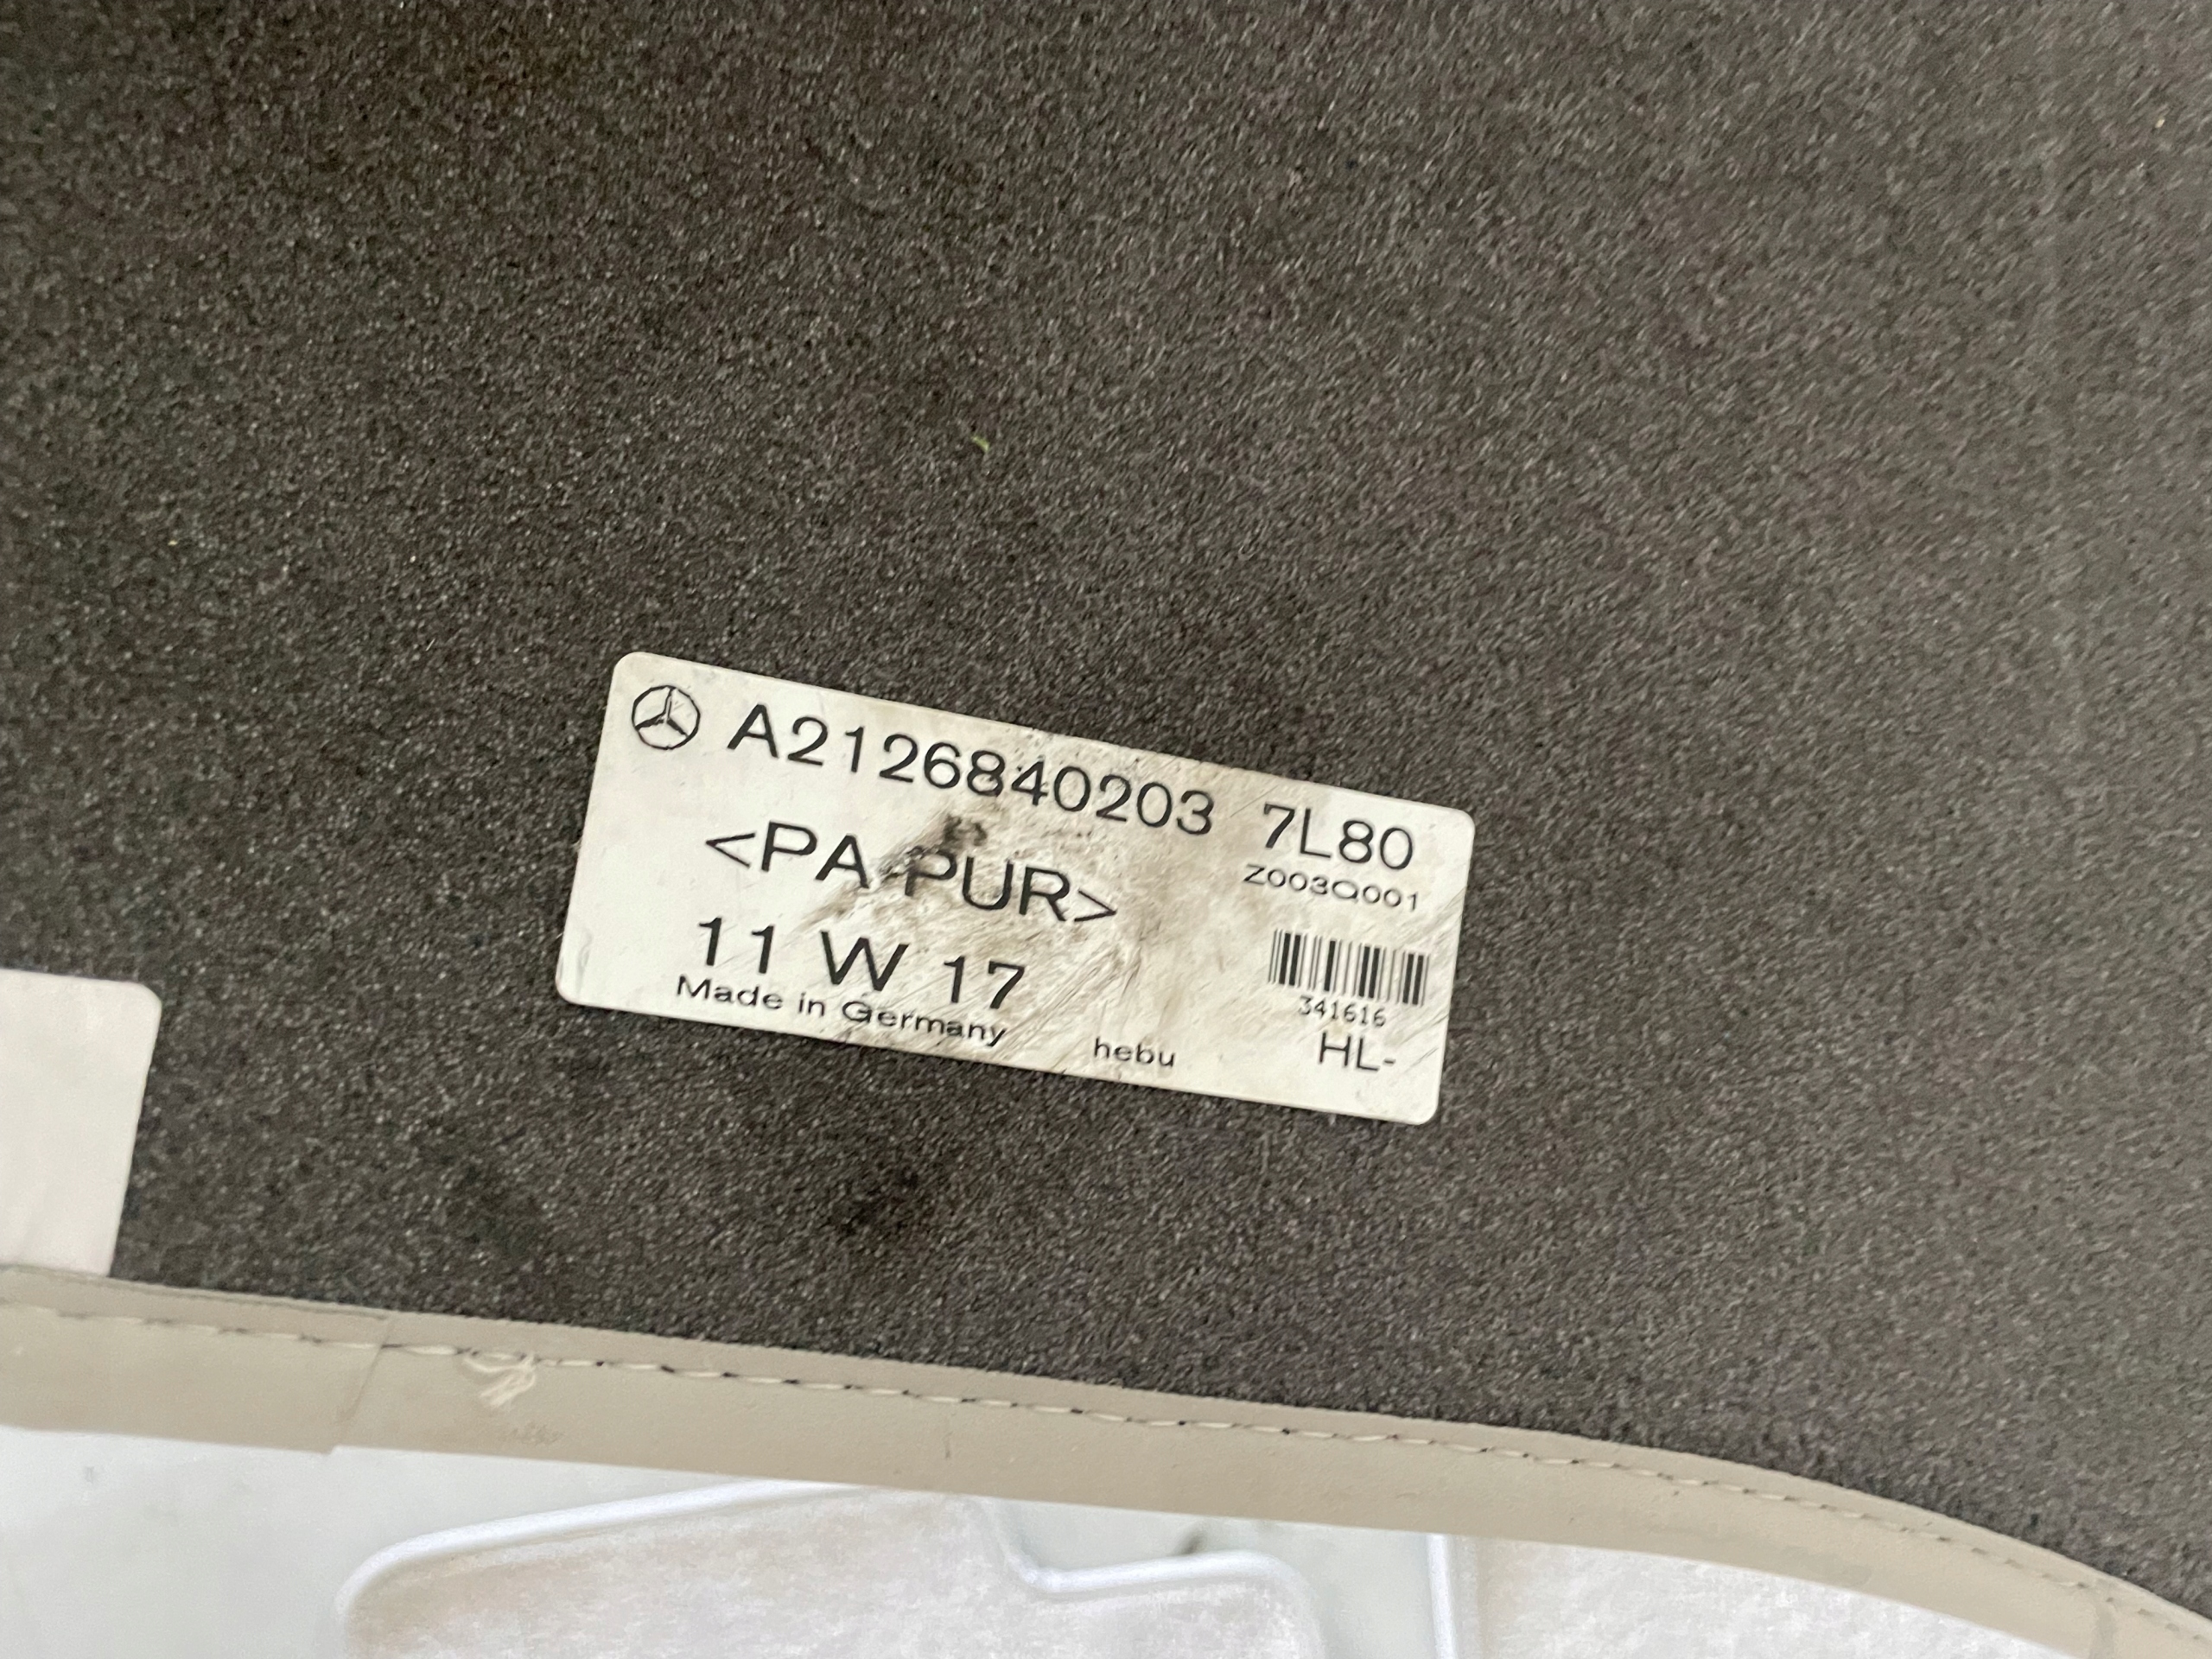 A2126840203 7L80
Z003Q001
<PA PUR>
11 W 17
341616
Made in Germany
hebu
HL-